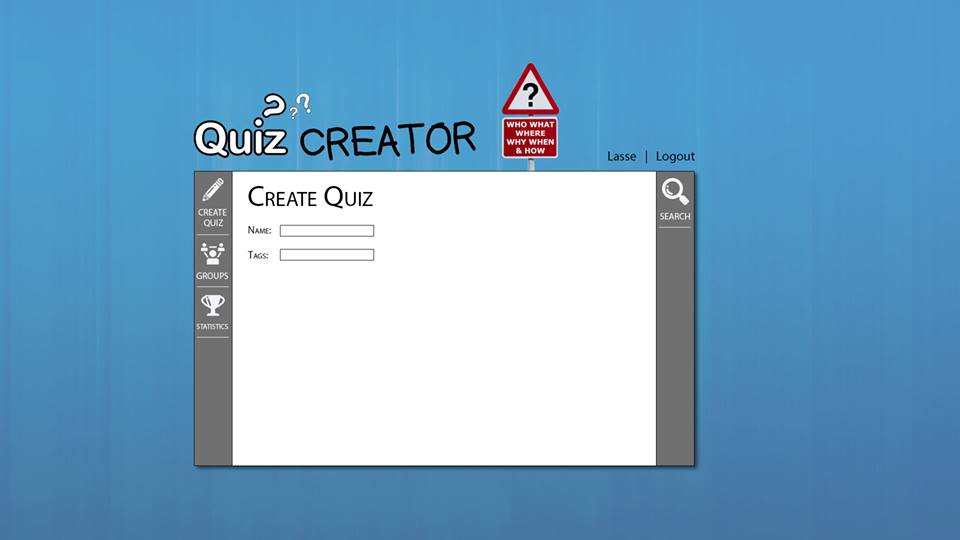 Quiz CREATOR
???
?
WHO WHAT
WHERE
WHY WHEN
& HOW
Lasse | Logout
CREATE
QUIZ
GROUPS
STATISTICS
Create Quiz
Name:
Tags:
SEARCH